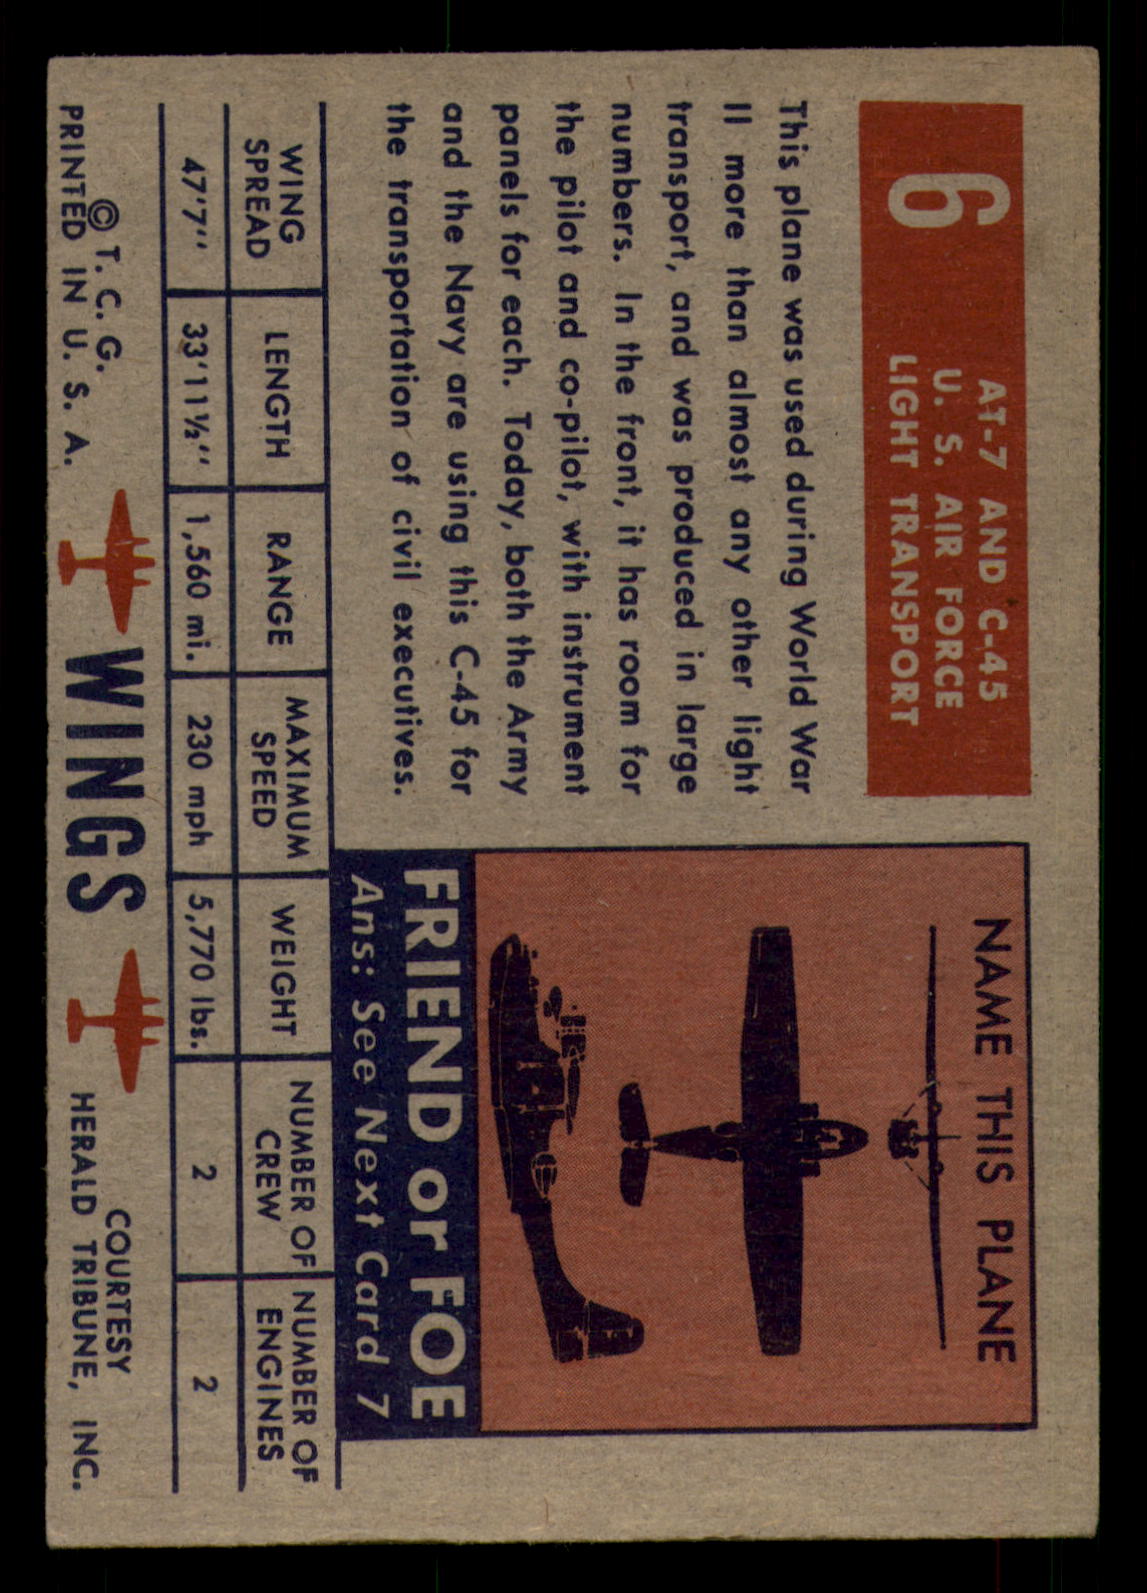 6
AT-7 AND C-45
U. S. AIR FORCE
LIGHT TRANSPORT
This plane was used during World War
II more than almost any other light
transport, and was produced in large
numbers. In the front, it has room for
the pilot and co-pilot, with instrument
panels for each. Today, both the Army
and the Navy are using this C-45 for
the transportation of civil executives.
NAME THIS PLANE
FRIEND or FOE
Ans: See Next Card 7
WING SPREAD LENGTH RANGE MAXIMUM SPEED WEIGHT NUMBER OF CREW NUMBER OF ENGINES
47'7'' 33'11½'' 1,560 mi. 230 mph 5,770 lbs. 2 2
© T. C. G.
PRINTED IN U. S. A.
WINGS
COURTESY
HERALD TRIBUNE, INC.